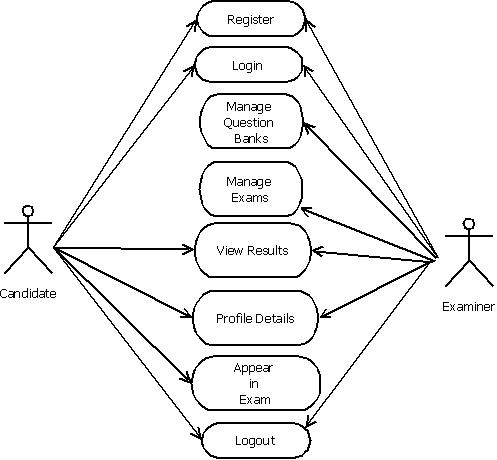 Register
Login
Manage
Question
Banks
Manage
Exams
View Results
Candidate
Examiner
Profile Details
Appear
in
Exam
Logout